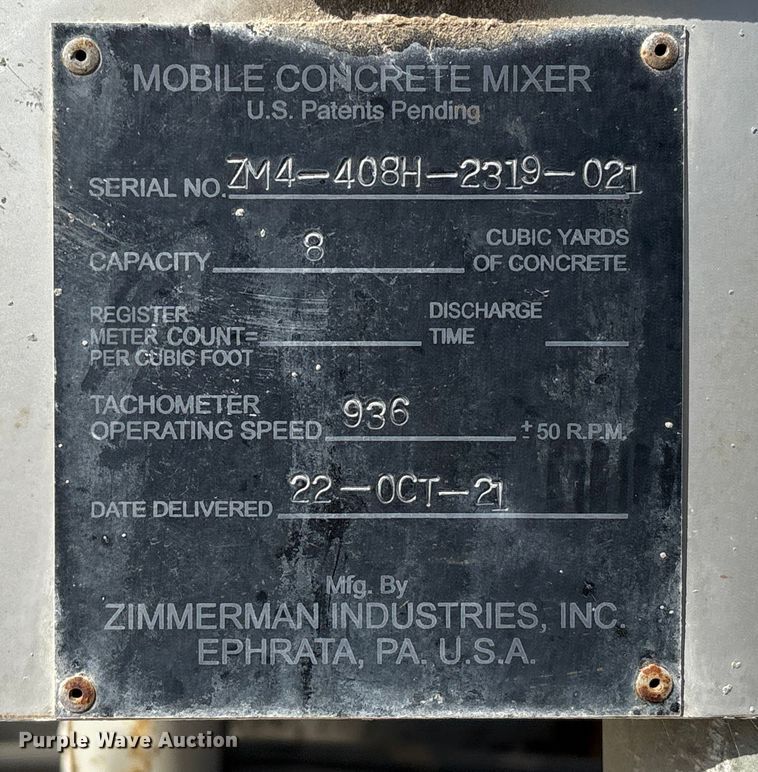 MOBILE CONCRETE MIXER
U.S. Patents Pending
SERIAL NO. ZM4-408H-2319-021
CAPACITY 8 CUBIC YARDS OF CONCRETE
REGISTER METER COUNT= PER CUBIC FOOT
DISCHARGE TIME
TACHOMETER
OPERATING SPEED 936 ± 50 R.P.M.
DATE DELIVERED 22-OCT-21
Mfg. By
ZIMMERMAN INDUSTRIES, INC.
EPHRATA, PA. U.S.A.
Purple Wave Auction